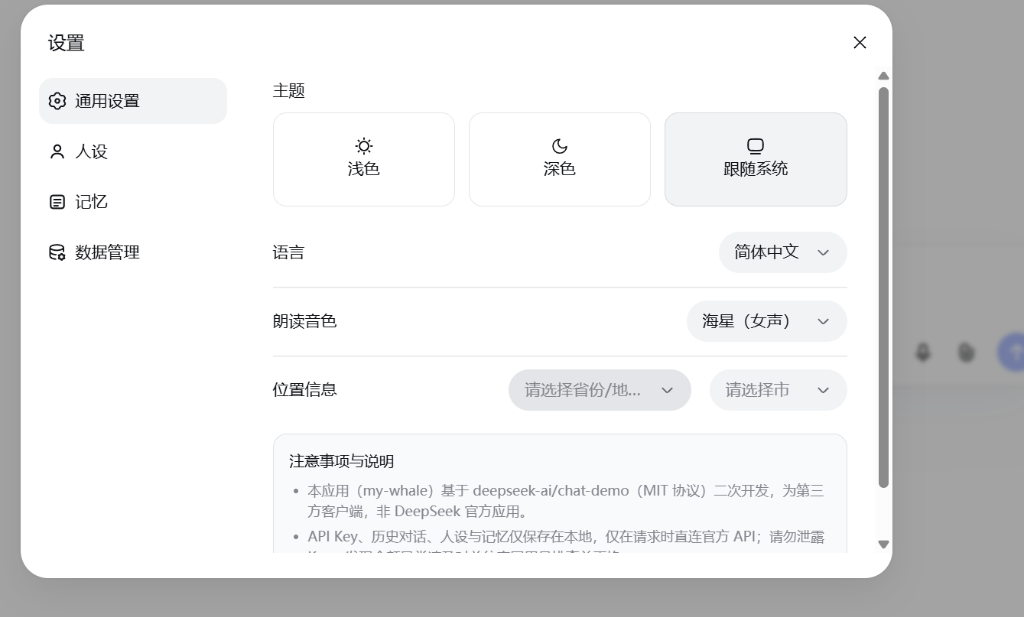 设置
通用设置
人设
记忆
数据管理
主题
浅色
深色
跟随系统
语言
简体中文
朗读音色
海星（女声）
位置信息
请选择省份/地...
请选择市
注意事项与说明
本应用（my-whale）基于 deepseek-ai/chat-demo（MIT 协议）二次开发，为第三
方客户端，非 DeepSeek 官方应用。
API Key、历史对话、人设与记忆仅保存在本地，仅在请求时直连官方 API；请勿泄露